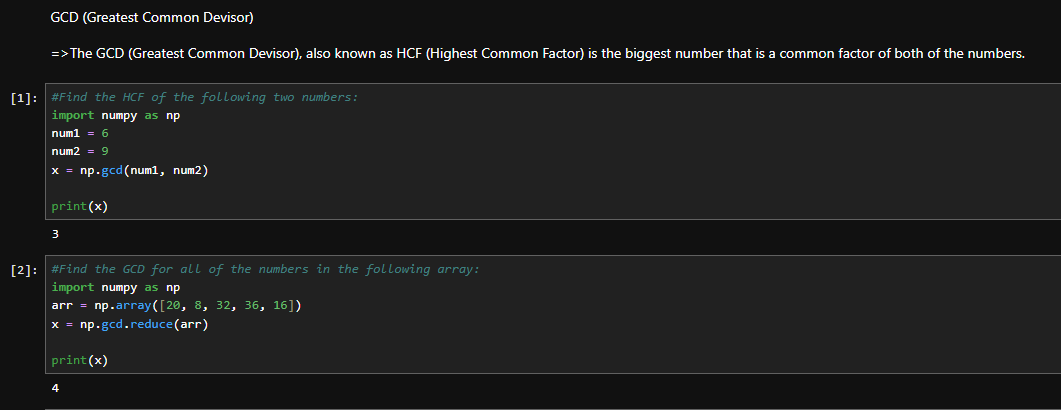 GCD (Greatest Common Devisor)
=>The GCD (Greatest Common Devisor), also known as HCF (Highest Common Factor) is the biggest number that is a common factor of both of the numbers.
[1]: #Find the HCF of the following two numbers:
import numpy as np
num1 = 6
num2 = 9
x = np.gcd(num1, num2)
print(x)
3
[2]: #Find the GCD for all of the numbers in the following array:
import numpy as np
arr = np.array([20, 8, 32, 36, 16])
x = np.gcd.reduce(arr)
print(x)
4